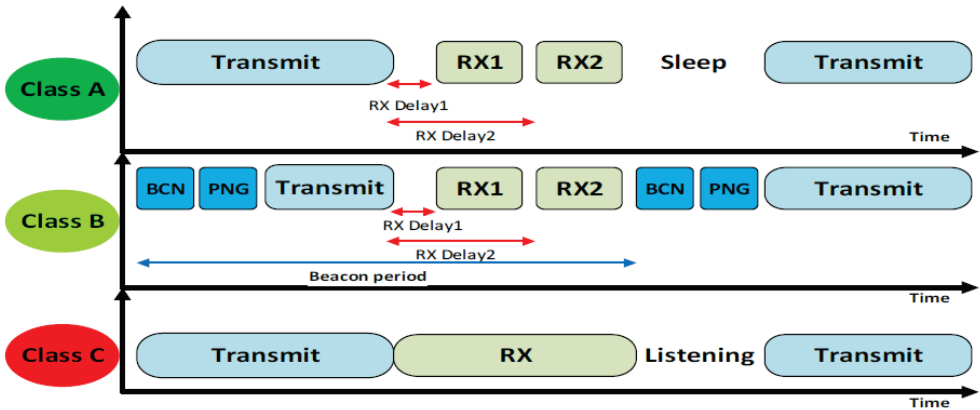 Class A
Transmit
RX1
RX2
Sleep
Transmit
RX Delay1
RX Delay2
Time
Class B
BCN
PNG
Transmit
RX1
RX2
BCN
PNG
Transmit
RX Delay1
RX Delay2
Beacon period
Time
Class C
Transmit
RX
Listening
Transmit
Time